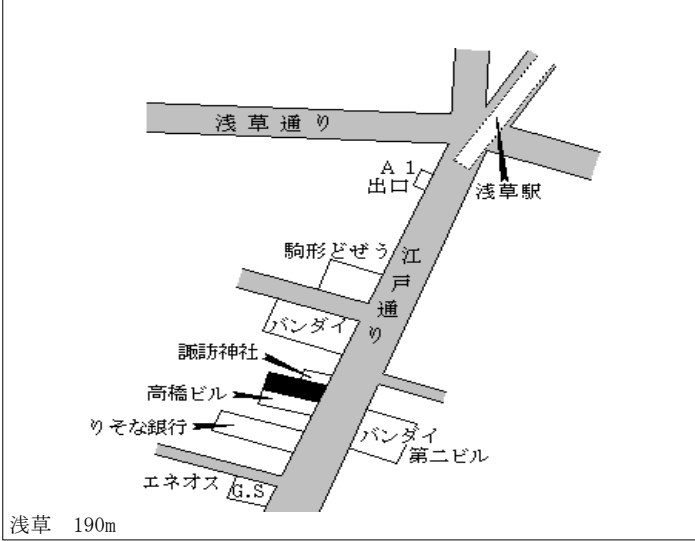 浅草通り
A1
出口
浅草駅
駒形どぜう
江戸通り
バンダイ
諏訪神社
高橋ビル
りそな銀行
バンダイ
第二ビル
エネオス
G.S
浅草 190m